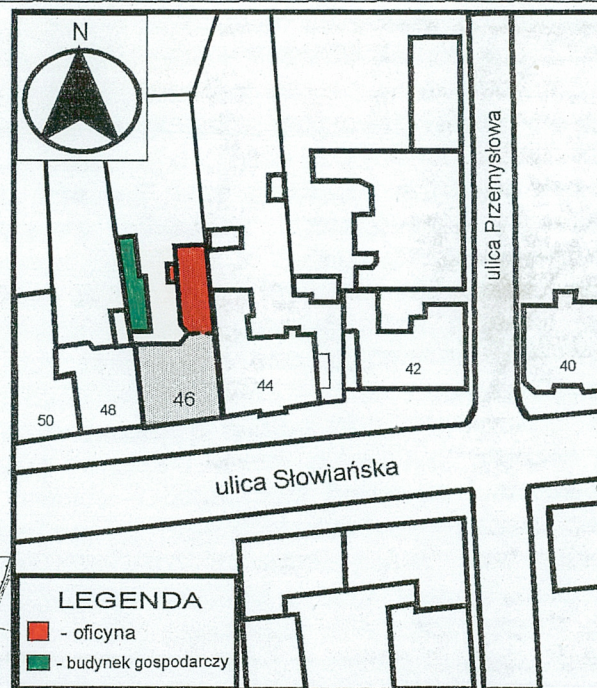 N
ulica Przemysłowa
50
48
46
44
42
40
ulica Słowiańska
LEGENDA
- oficyna
- budynek gospodarczy